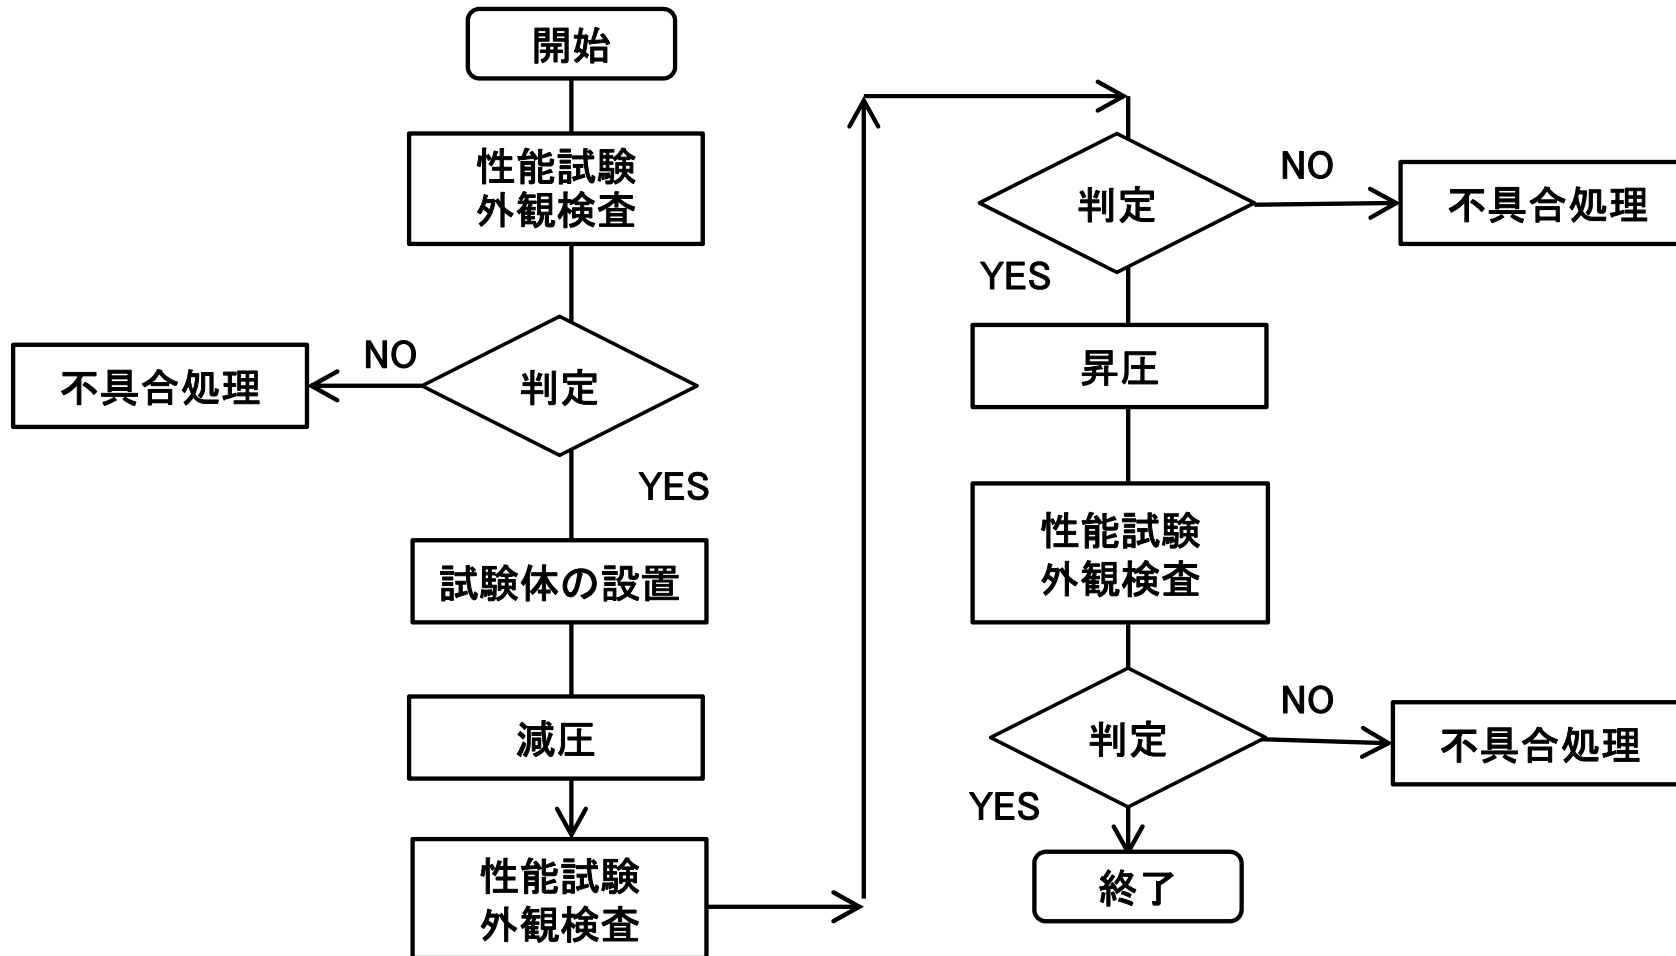 開始
性能試験
外観検査
NO
不具合処理
判定
YES
試験体の設置
減圧
性能試験
外観検査
判定
NO
不具合処理
YES
昇圧
性能試験
外観検査
判定
NO
不具合処理
YES
終了